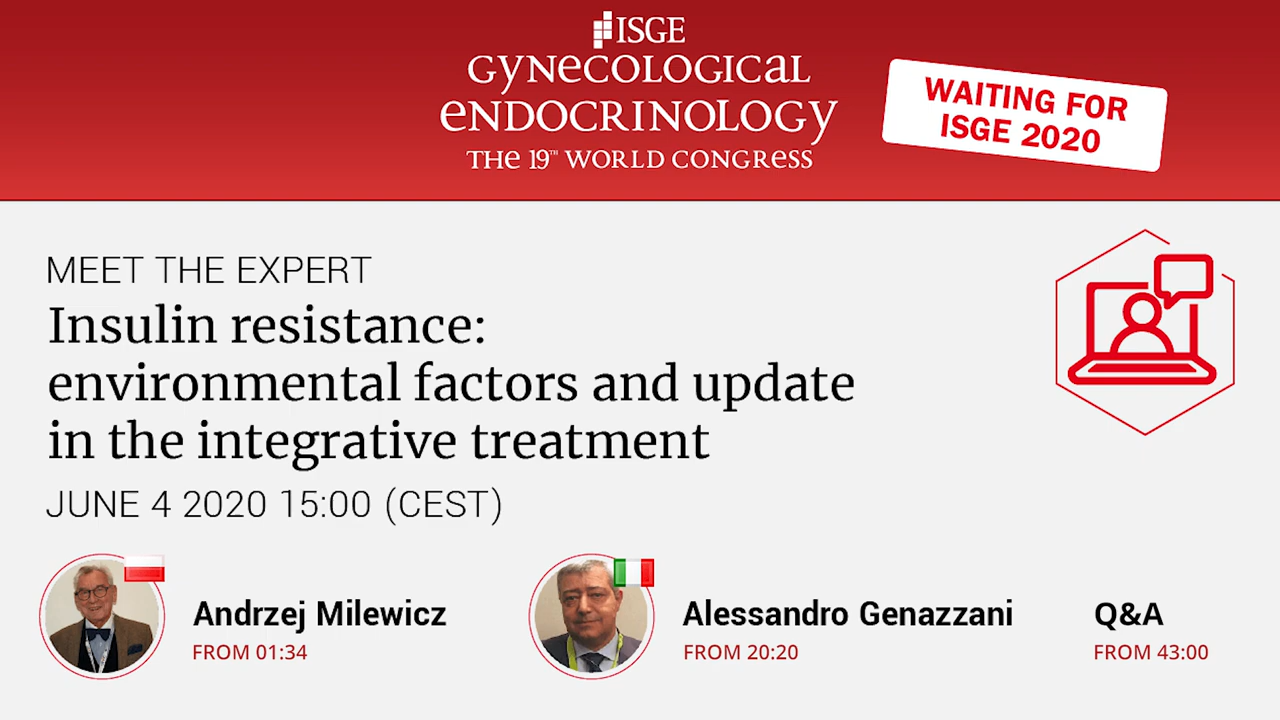 ISGE
GYNECOLOGICAL
ENDOCRINOLOGY
THE 19TH WORLD CONGRESS
WAITING FOR
ISGE 2020
MEET THE EXPERT
Insulin resistance:
environmental factors and update
in the integrative treatment
JUNE 4 2020 15:00 (CEST)
Andrzej Milewicz
FROM 01:34
Alessandro Genazzani
FROM 20:20
Q&A
FROM 43:00